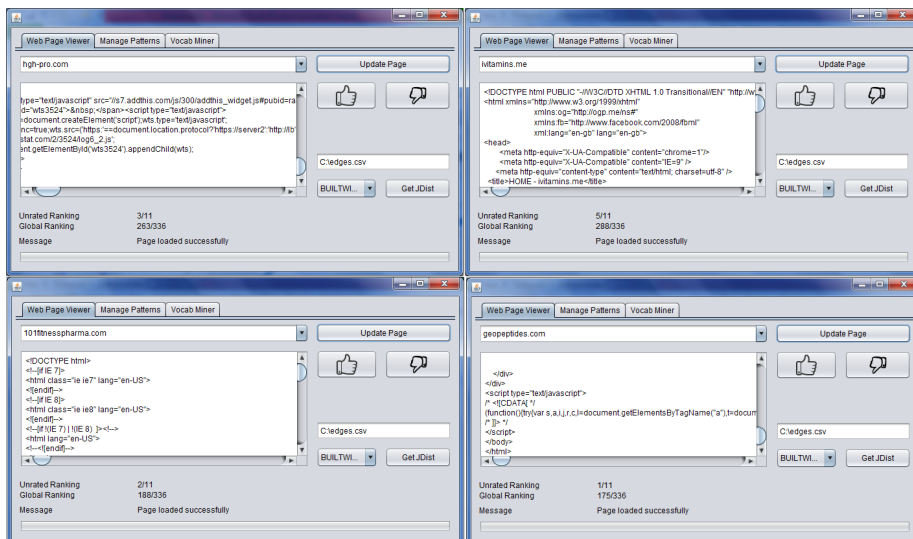 Web Page Viewer Manage Patterns Vocab Miner
hgh-pro.com Update Page
type="text/javascript" src="//s7.addthis.com/js/300/addthis_widget.js#pubid=ra
d="wts3524">&nbsp;</span><script type="text/javascript">
=document.createElement('script');wts.type='text/javascript';
nc=true;wts.src=('https:'==document.location.protocol?'https://server2':'http://lb'
stat.com/2/3524/log6_2.js';
ent.getElementById('wts3524').appendChild(wts);
>
C:\edges.csv
BUILTWI... Get JDist
Unrated Ranking 3/11
Global Ranking 263/336
Message Page loaded successfully
Web Page Viewer Manage Patterns Vocab Miner
ivitamins.me Update Page
<!DOCTYPE html PUBLIC "-//W3C//DTD XHTML 1.0 Transitional//EN" "http://w
<html xmlns="http://www.w3.org/1999/xhtml"
xmlns:og="http://ogp.me/ns#"
xmlns:fb="http://www.facebook.com/2008/fbml"
xml:lang="en-gb" lang="en-gb">
<head>
<meta http-equiv="X-UA-Compatible" content="chrome=1"/>
<meta http-equiv="X-UA-Compatible" content="IE=9" />
<meta http-equiv="content-type" content="text/html; charset=utf-8" />
<title>HOME - ivitamins.me</title>
C:\edges.csv
BUILTWI... Get JDist
Unrated Ranking 5/11
Global Ranking 288/336
Message Page loaded successfully
Web Page Viewer Manage Patterns Vocab Miner
101fitnesspharma.com Update Page
<!DOCTYPE html>
<!--[if IE 7]>
<html class="ie ie7" lang="en-US">
<![endif]-->
<!--[if IE 8]>
<html class="ie ie8" lang="en-US">
<![endif]-->
<!--[if !(IE 7) | !(IE 8) ]><!-->
<html lang="en-US">
<!--<![endif]-->
C:\edges.csv
BUILTWI... Get JDist
Unrated Ranking 2/11
Global Ranking 188/336
Message Page loaded successfully
Web Page Viewer Manage Patterns Vocab Miner
geopeptides.com Update Page
</div>
</div>
<script type="text/javascript">
/* <![CDATA[ */
(function(){try{var s,a,i,j,r,c,l=document.getElementsByTagName("a"),t=docum
/* ]]> */
</script>
</body>
</html>
C:\edges.csv
BUILTWI... Get JDist
Unrated Ranking 1/11
Global Ranking 175/336
Message Page loaded successfully